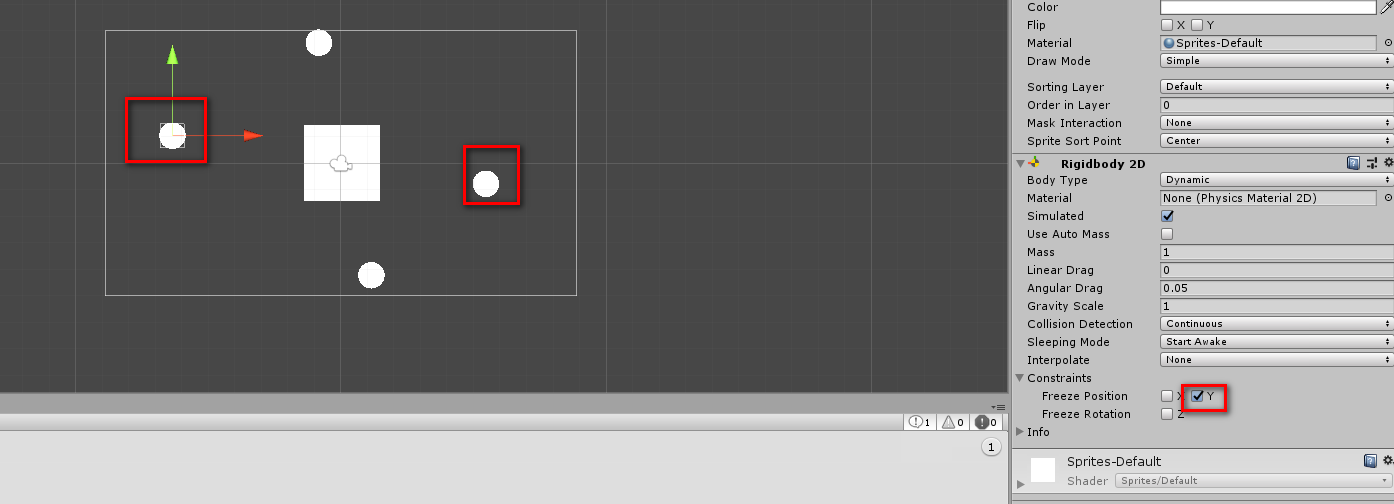 Color
Flip X Y
Material Sprites-Default
Draw Mode Simple
Sorting Layer Default
Order in Layer 0
Mask Interaction None
Sprite Sort Point Center
Rigidbody 2D
Body Type Dynamic
Material None (Physics Material 2D)
Simulated
Use Auto Mass
Mass 1
Linear Drag 0
Angular Drag 0.05
Gravity Scale 1
Collision Detection Continuous
Sleeping Mode Start Awake
Interpolate None
Constraints
Freeze Position X Y
Freeze Rotation Z
Info
1 0 0
1
Sprites-Default
Shader Sprites/Default